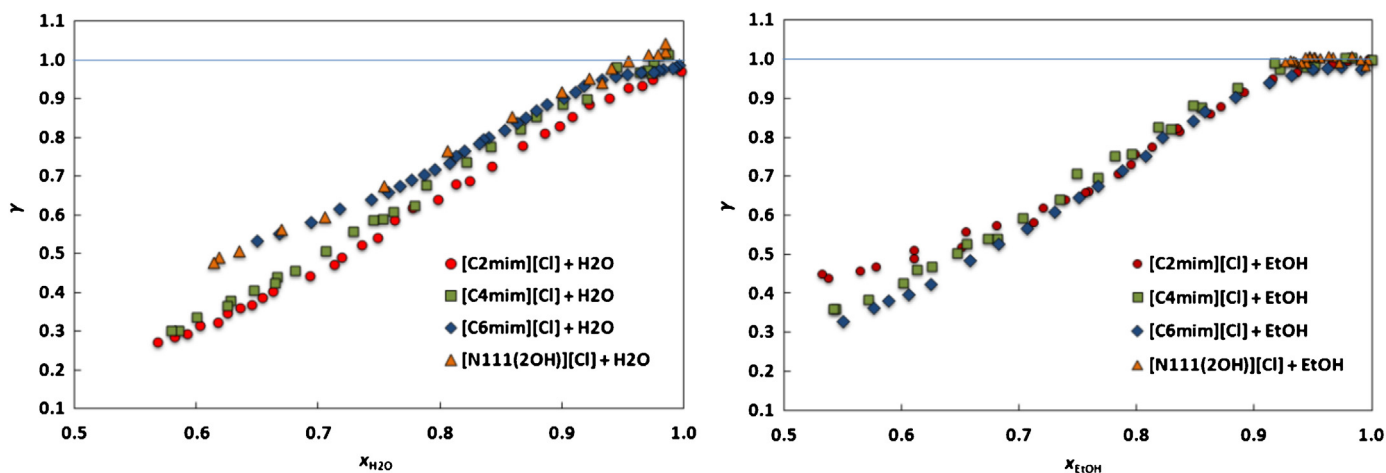 1.1
1.0
0.9
0.8
0.7
0.6
0.5
0.4
0.3
0.2
0.1
γ
0.5 0.6 0.7 0.8 0.9 1.0
xH2O
[C2mim][Cl] + H2O
[C4mim][Cl] + H2O
[C6mim][Cl] + H2O
[N111(2OH)][Cl] + H2O
1.1
1.0
0.9
0.8
0.7
0.6
0.5
0.4
0.3
0.2
0.1
γ
0.5 0.6 0.7 0.8 0.9 1.0
xEtOH
[C2mim][Cl] + EtOH
[C4mim][Cl] + EtOH
[C6mim][Cl] + EtOH
[N111(2OH)][Cl] + EtOH